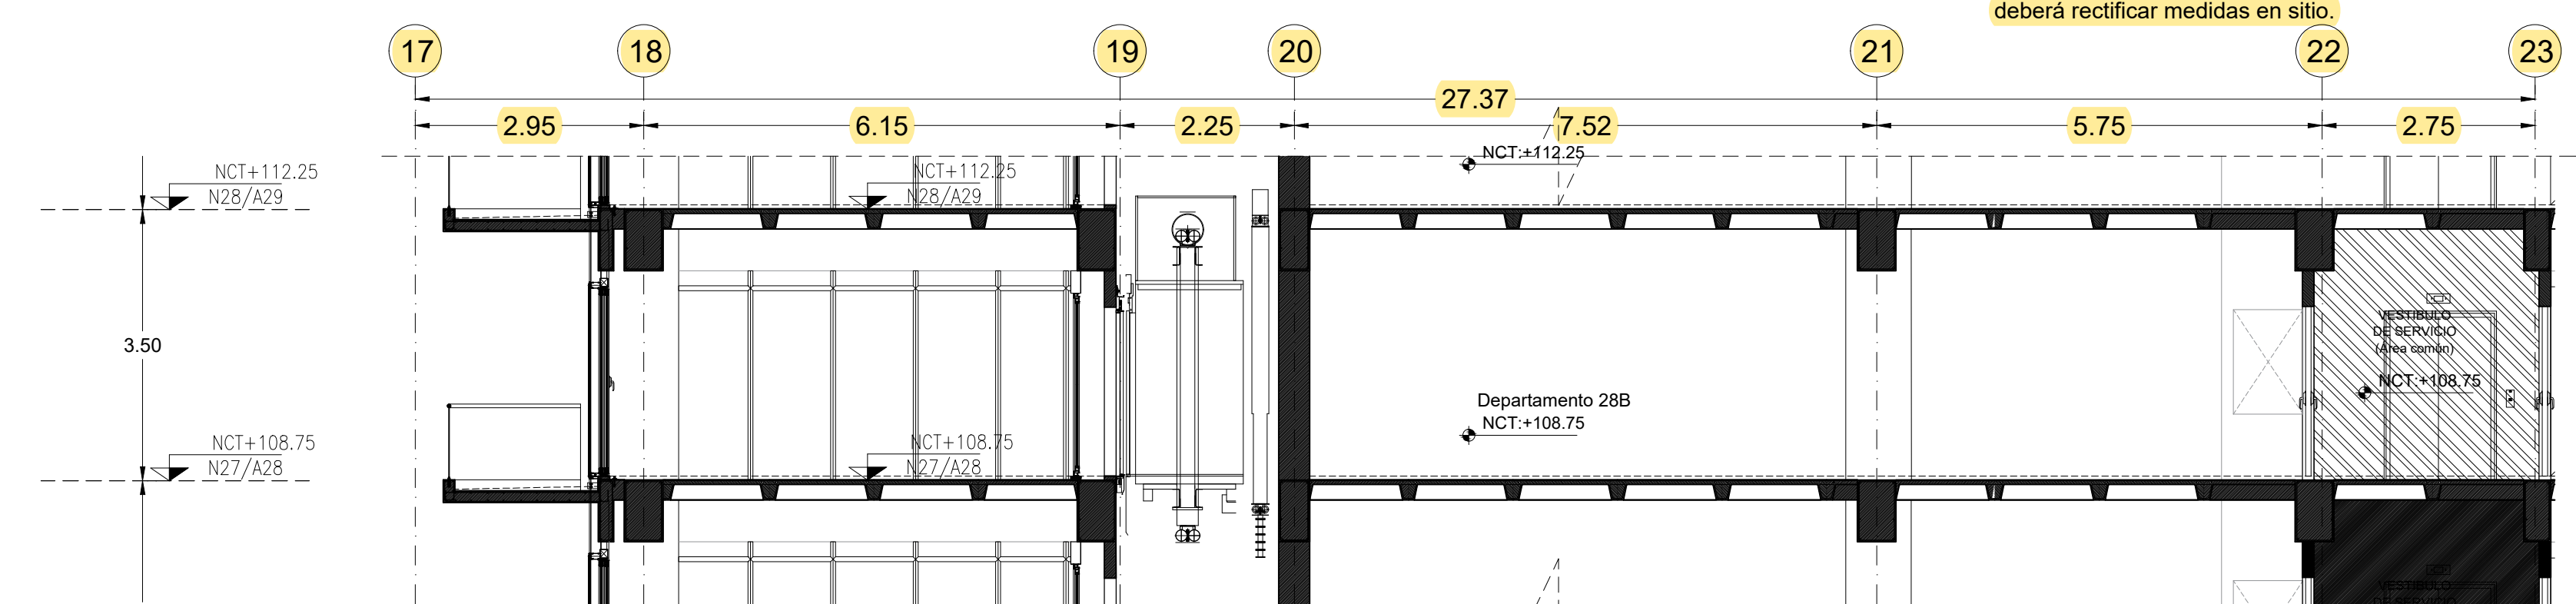 deberá rectificar medidas en sitio.
17 18 19 20 21 22 23
27.37
2.95 6.15 2.25 7.52 5.75 2.75
NCT:+112.25
NCT+112.25
N28/A29
NCT+112.25
N28/A29
3.50
VESTIBULO
DE SERVICIO
(Área común)
NCT:+108.75
Departamento 28B
NCT:+108.75
NCT+108.75
N27/A28
NCT+108.75
N27/A28
VESTIBULO
DE SERVICIO